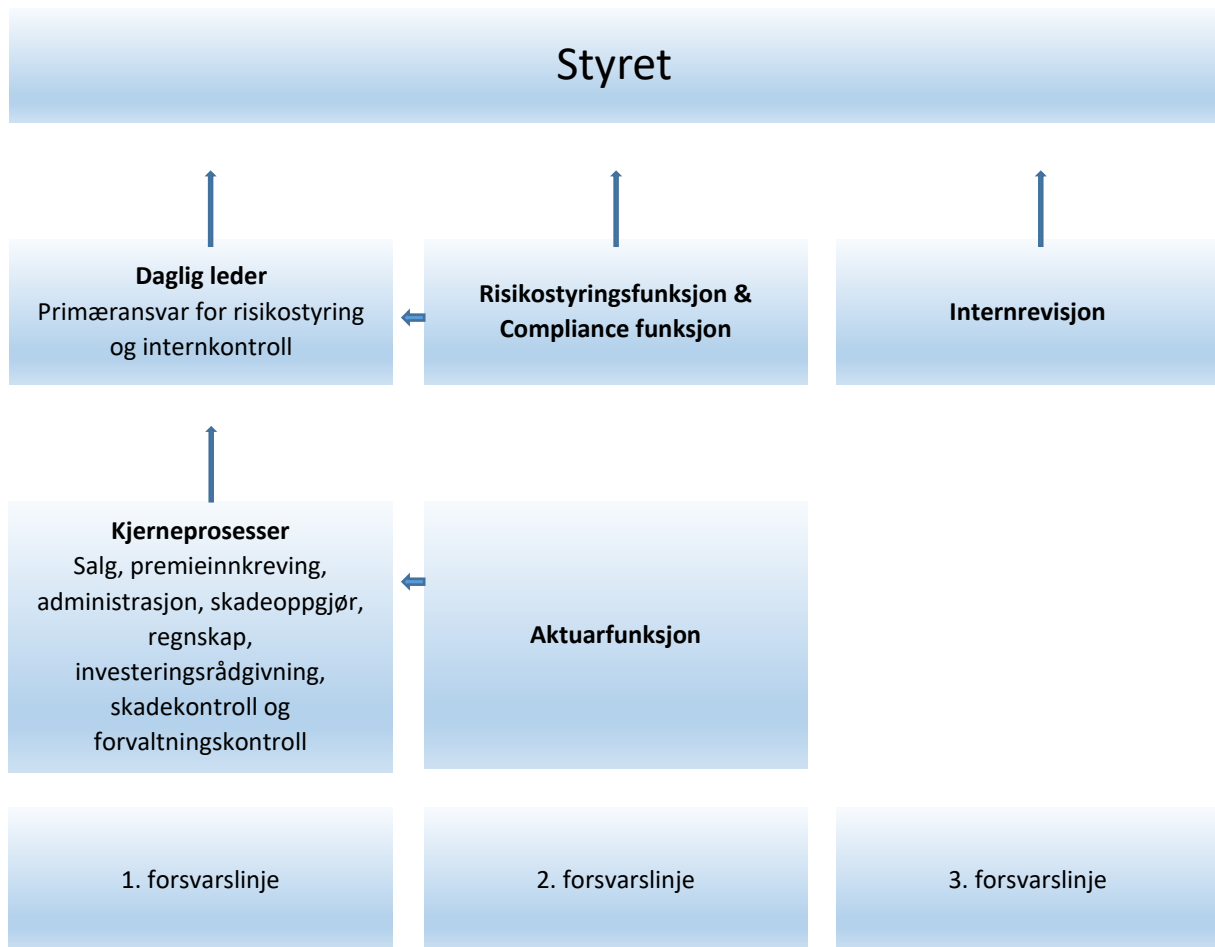 Styret
Daglig leder
Primæransvar for risikostyring
og internkontroll
Risikostyringsfunksjon &
Compliance funksjon
Internrevisjon
Kjerneprosesser
Salg, premieinnkreving,
administrasjon, skadeoppgjør,
regnskap,
investeringsrådgivning,
skadekontroll og
forvaltningskontroll
Aktuarfunksjon
1. forsvarslinje
2. forsvarslinje
3. forsvarslinje